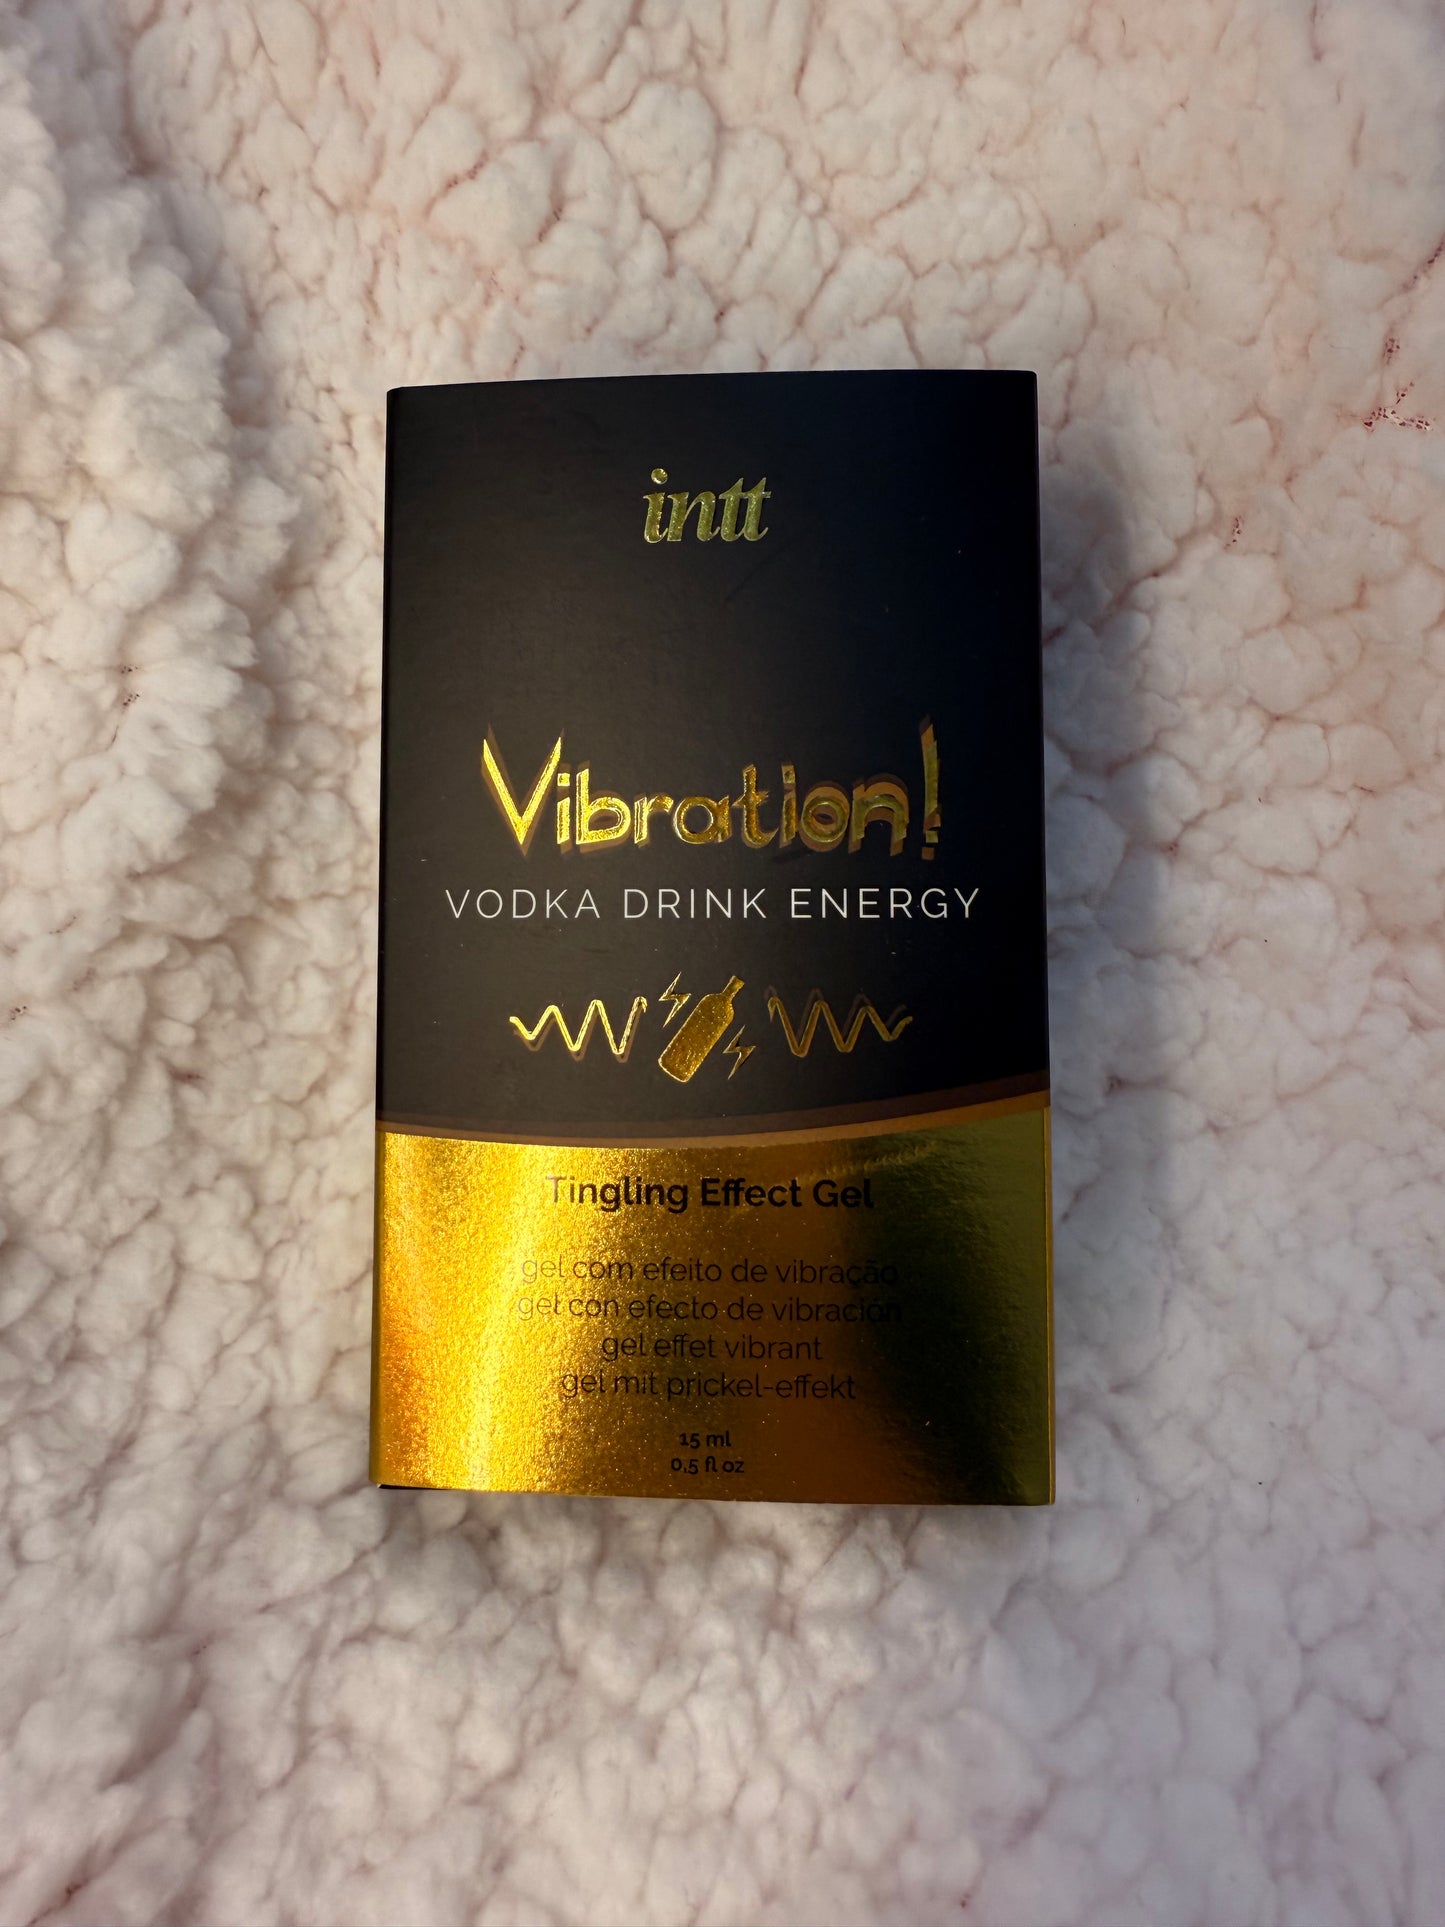 intt
Vibration!
VODKA DRINK ENERGY
Tingling Effect Gel
gel com efeito de vibração
gel con efecto de vibración
gel effet vibrant
gel mit prickel-effekt
15 ml
0,5 fl oz